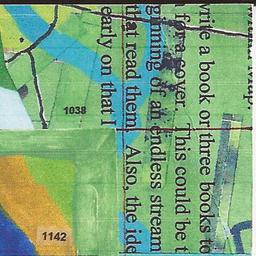 write a book or three books to
for a cover. This could be t
ginning of an endless stream
that read them. Also, the ide
early on that I
1038
1142